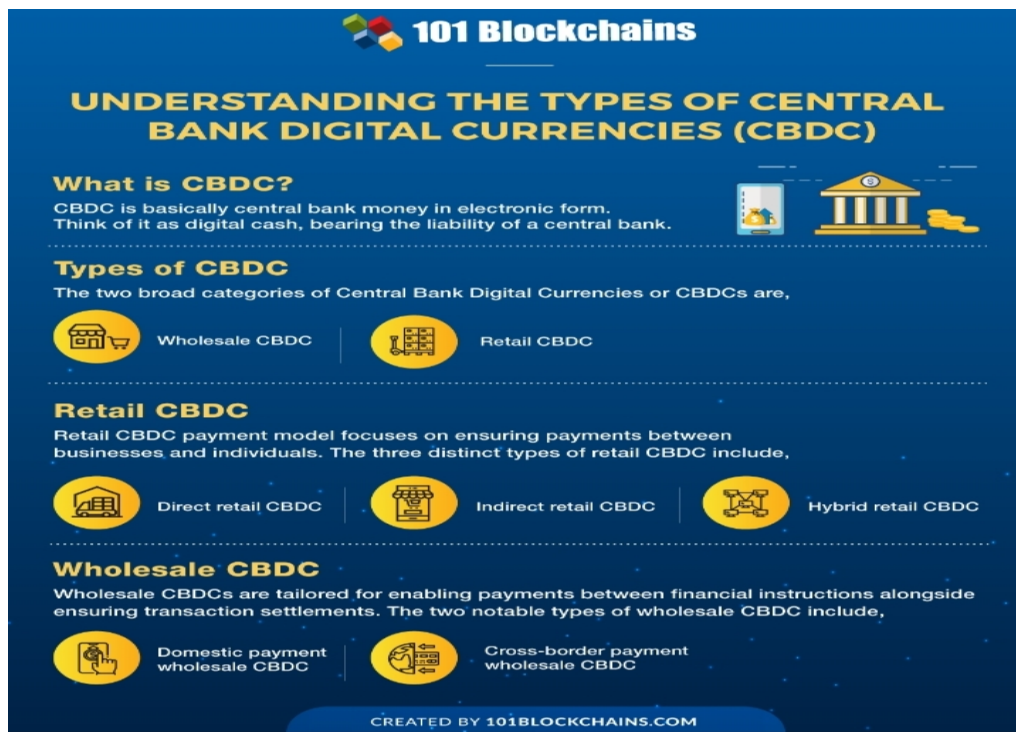 101 Blockchains
UNDERSTANDING THE TYPES OF CENTRAL
BANK DIGITAL CURRENCIES (CBDC)
What is CBDC?
CBDC is basically central bank money in electronic form.
Think of it as digital cash, bearing the liability of a central bank.
Types of CBDC
The two broad categories of Central Bank Digital Currencies or CBDCs are,
Wholesale CBDC
Retail CBDC
Retail CBDC
Retail CBDC payment model focuses on ensuring payments between
businesses and individuals. The three distinct types of retail CBDC include,
Direct retail CBDC
Indirect retail CBDC
Hybrid retail CBDC
Wholesale CBDC
Wholesale CBDCs are tailored for enabling payments between financial instructions alongside
ensuring transaction settlements. The two notable types of wholesale CBDC include,
Domestic payment
wholesale CBDC
Cross-border payment
wholesale CBDC
CREATED BY 101BLOCKCHAINS.COM